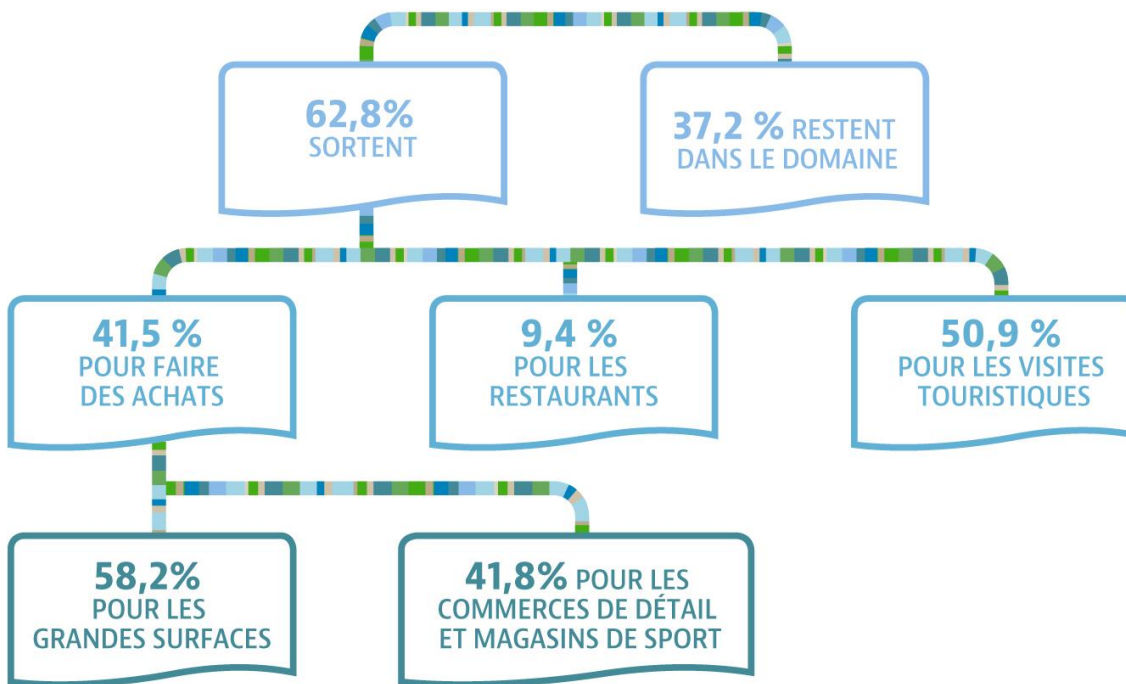 62,8%
SORTENT
37,2 % RESTENT
DANS LE DOMAINE
41,5 %
POUR FAIRE
DES ACHATS
9,4 %
POUR LES
RESTAURANTS
50,9 %
POUR LES VISITES
TOURISTIQUES
58,2%
POUR LES
GRANDES SURFACES
41,8% POUR LES
COMMERCES DE DÉTAIL
ET MAGASINS DE SPORT